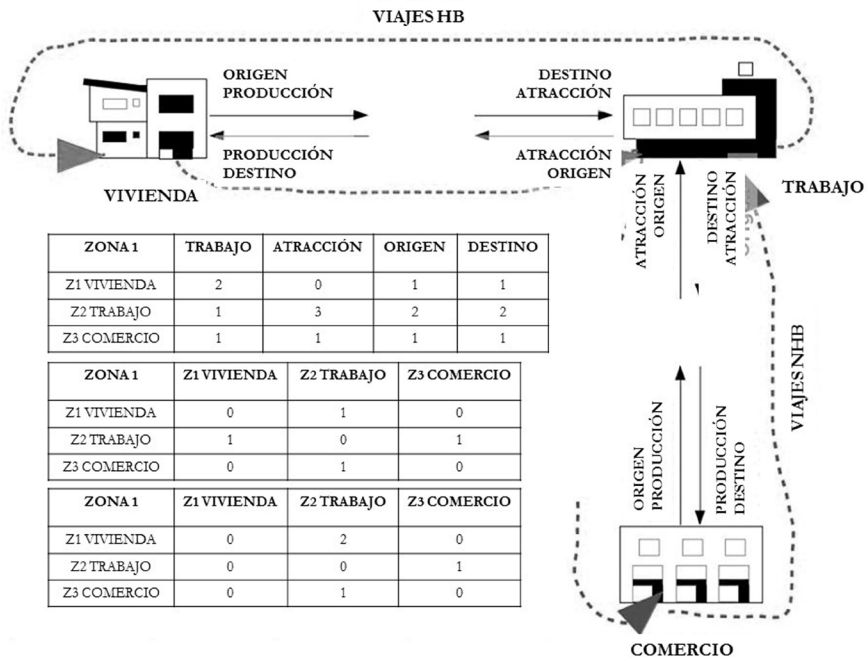 VIAJES HB
ORIGEN
PRODUCCIÓN
DESTINO
ATRACCIÓN
PRODUCCIÓN
DESTINO
ATRACCIÓN
ORIGEN
VIVIENDA
TRABAJO
ATRACCIÓN
ORIGEN
DESTINO
ATRACCIÓN
ZONA 1 TRABAJO ATRACCIÓN ORIGEN DESTINO
Z1 VIVIENDA 2 0 1 1
Z2 TRABAJO 1 3 2 2
Z3 COMERCIO 1 1 1 1
ZONA 1 Z1 VIVIENDA Z2 TRABAJO Z3 COMERCIO
Z1 VIVIENDA 0 1 0
Z2 TRABAJO 1 0 1
Z3 COMERCIO 0 1 0
ZONA 1 Z1 VIVIENDA Z2 TRABAJO Z3 COMERCIO
Z1 VIVIENDA 0 2 0
Z2 TRABAJO 0 0 1
Z3 COMERCIO 0 1 0
VIAJES NHB
ORIGEN
PRODUCCIÓN
PRODUCCIÓN
DESTINO
COMERCIO